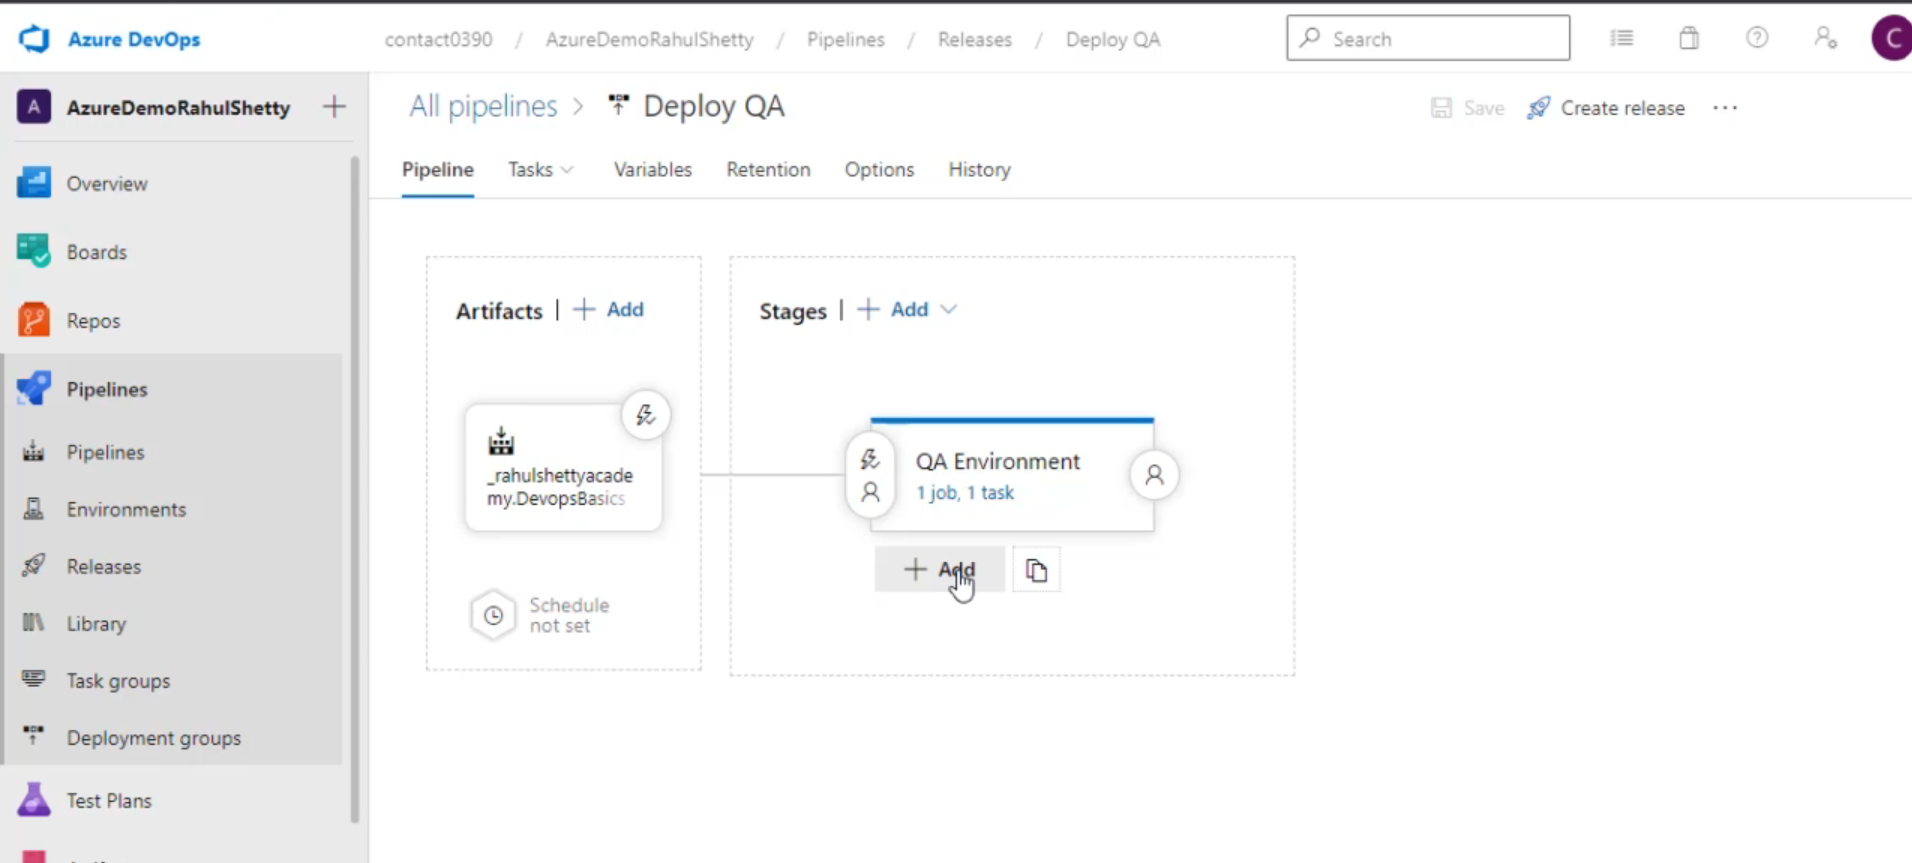 Azure DevOps
contact0390 / AzureDemoRahulShetty / Pipelines / Releases / Deploy QA
Search
C
A AzureDemoRahulShetty
All pipelines > Deploy QA
Save
Create release
Pipeline
Tasks
Variables
Retention
Options
History
Overview
Boards
Repos
Pipelines
Pipelines
Environments
Releases
Library
Task groups
Deployment groups
Test Plans
Artifacts | + Add
_rahulshettyacade
my.DevopsBasics
Schedule
not set
Stages | + Add
QA Environment
1 job, 1 task
+ Add